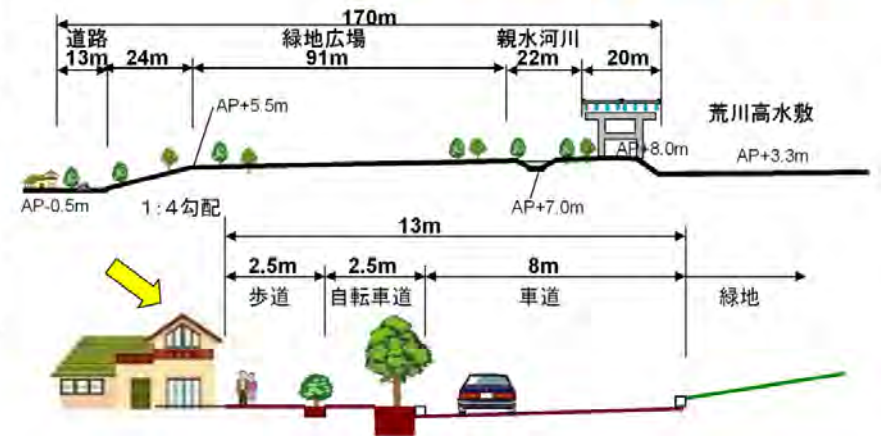 170m
道路 緑地広場 親水河川
13m 24m 91m 22m 20m
AP+5.5m
荒川高水敷
AP+8.0m
AP+3.3m
AP-0.5m
1:4勾配
AP+7.0m
13m
2.5m 2.5m 8m
歩道 自転車道 車道 緑地